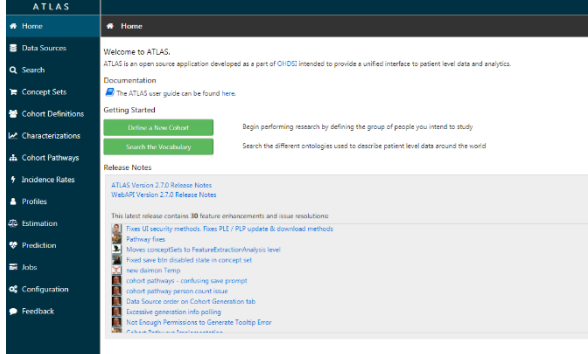 ATLAS
Home
Data Sources
Search
Concept Sets
Cohort Definitions
Characterizations
Cohort Pathways
Incidence Rates
Profiles
Estimation
Prediction
Jobs
Configuration
Feedback
Home
Welcome to ATLAS.
ATLAS is an open source application developed as a part of OHDSI intended to provide a unified interface to patient level data and analytics.
Documentation
The ATLAS user guide can be found here.
Getting Started
Define a New Cohort Begin performing research by defining the group of people you intend to study
Search the Vocabulary Search the different ontologies used to describe patient level data around the world
Release Notes
ATLAS Version 2.7.0 Release Notes
WebAPI Version 2.7.0 Release Notes
This latest release contains 30 feature enhancements and issue resolutions:
Fixes UI security methods. Fixes PLE / PLP update & download methods
Pathway fixes
Moves conceptSets to FeatureExtractionAnalysis level
Fixed save btn disabled state in concept set
new daimon Temp
cohort pathways - confusing save prompt
cohort pathway person count issue
Data Source order on Cohort Generation tab
Excessive generation info polling
Not Enough Permissions to Generate Tooltip Error
Cohort Pathways Implementation